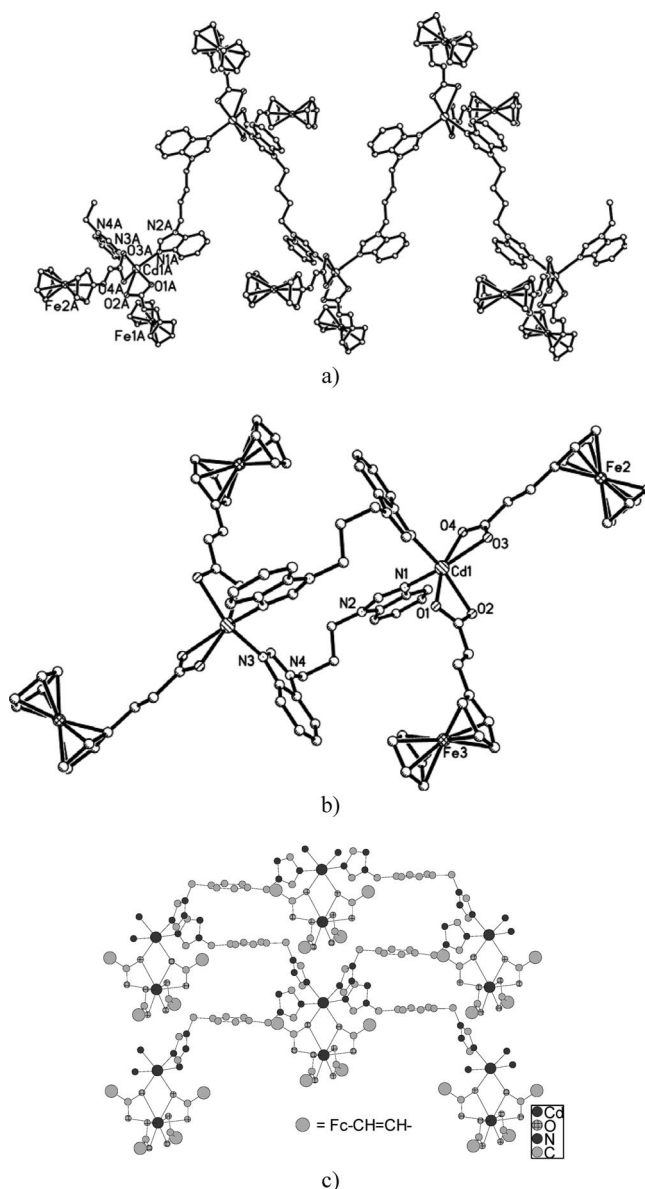 N4A
N3A
O3A
N2A
N1A
Cd1A
O1A
O4A
O2A
Fe2A
Fe1A
a)
Fe2
O4
O3
Cd1
N1
N2
O1
O2
N3
N4
Fe3
b)
= Fc-CH=CH-
Cd
O
N
C
c)